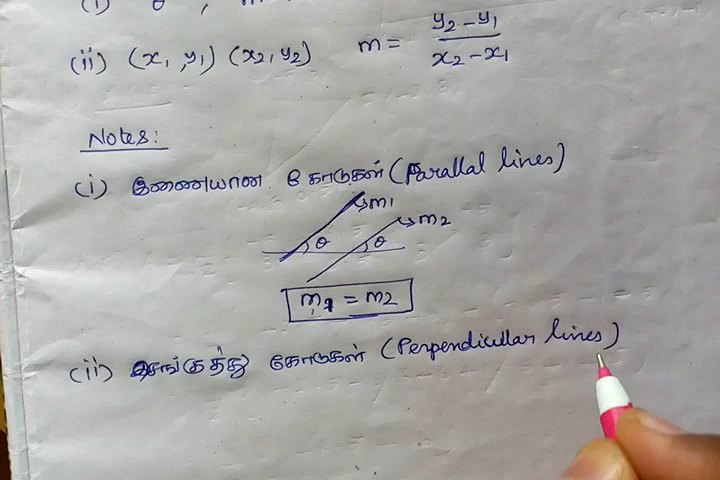 (i) θ ,
(ii) (x₁, y₁) (x₂, y₂) m = y₂ - y₁ / x₂ - x₁
Notes:
(i) இணையான கோடுகள் (Parallal lines)
m₁
m₂
θ θ
m₁ = m₂
(ii) செங்குத்து கோடுகள் (Perpendicullar lines)